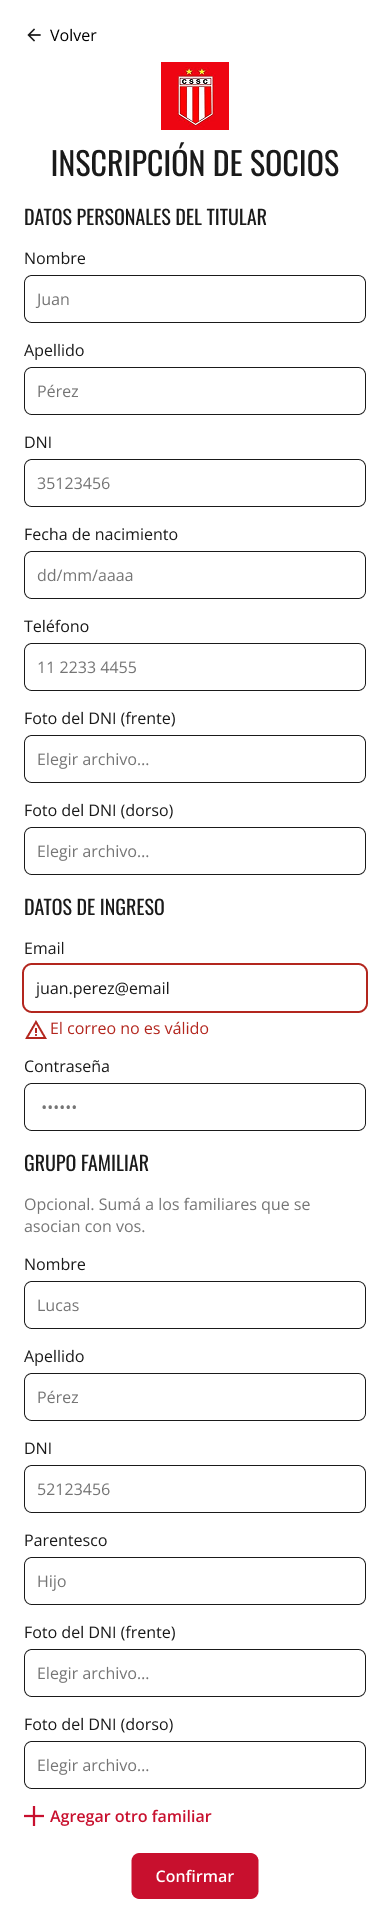 Volver
CSSC
INSCRIPCIÓN DE SOCIOS
DATOS PERSONALES DEL TITULAR
Nombre
Juan
Apellido
Pérez
DNI
35123456
Fecha de nacimiento
dd/mm/aaaa
Teléfono
11 2233 4455
Foto del DNI (frente)
Elegir archivo...
Foto del DNI (dorso)
Elegir archivo...
DATOS DE INGRESO
Email
juan.perez@email
El correo no es válido
Contraseña
••••••
GRUPO FAMILIAR
Opcional. Sumá a los familiares que se
asocian con vos.
Nombre
Lucas
Apellido
Pérez
DNI
52123456
Parentesco
Hijo
Foto del DNI (frente)
Elegir archivo...
Foto del DNI (dorso)
Elegir archivo...
Agregar otro familiar
Confirmar